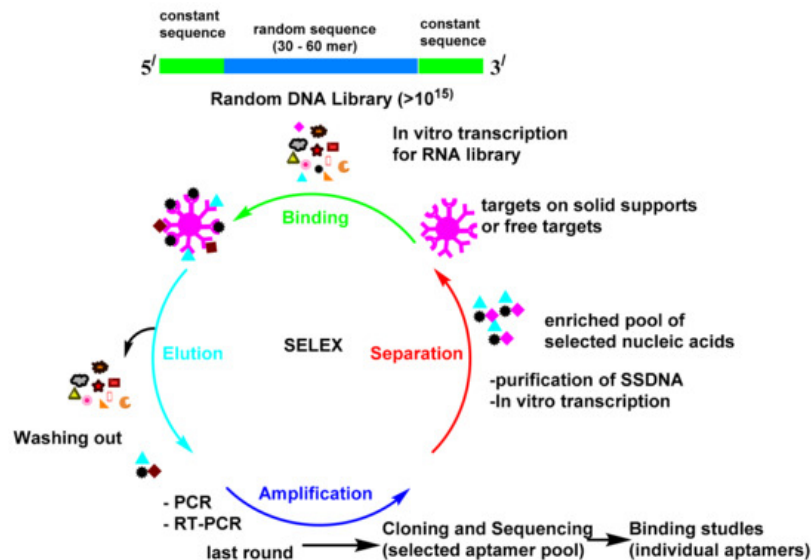 constant
sequence
random sequence
(30 - 60 mer)
constant
sequence
5/
3/
Random DNA Library (>10^15)
In vitro transcription
for RNA library
Binding
targets on solid supports
or free targets
Elution
SELEX
Separation
enriched pool of
selected nucleic acids
-purification of SSDNA
-In vitro transcription
Washing out
Amplification
- PCR
- RT-PCR
last round
Cloning and Sequencing
(selected aptamer pool)
Binding studies
(individual aptamers)